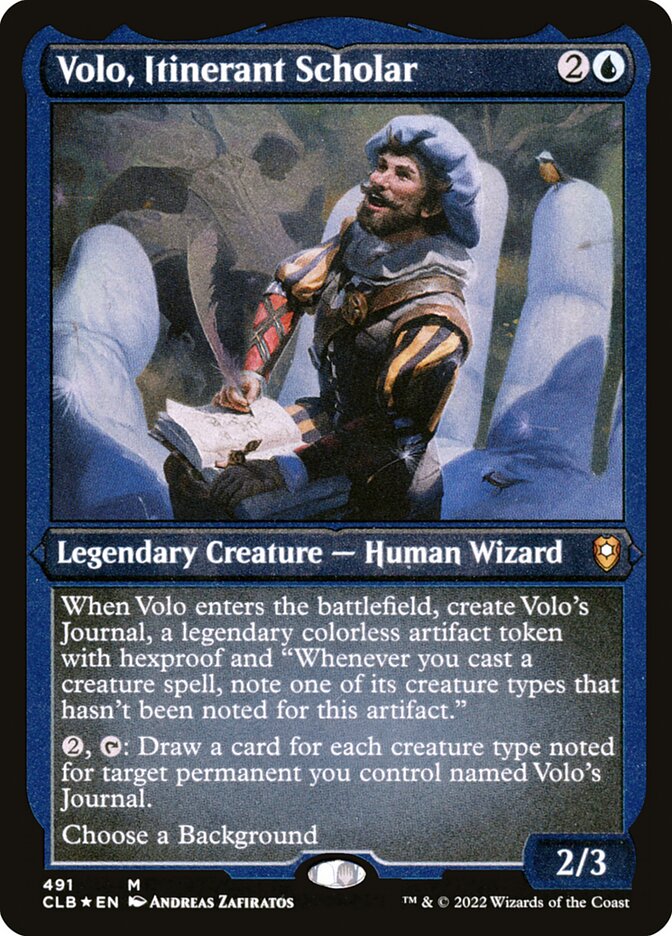 Volo, Itinerant Scholar 2
Legendary Creature — Human Wizard
When Volo enters the battlefield, create Volo's
Journal, a legendary colorless artifact token
with hexproof and “Whenever you cast a
creature spell, note one of its creature types that
hasn't been noted for this artifact.”
2, : Draw a card for each creature type noted
for target permanent you control named Volo's
Journal.
Choose a Background
2/3
491 M
CLB★EN Andreas Zafiratos ™ & © 2022 Wizards of the Coast